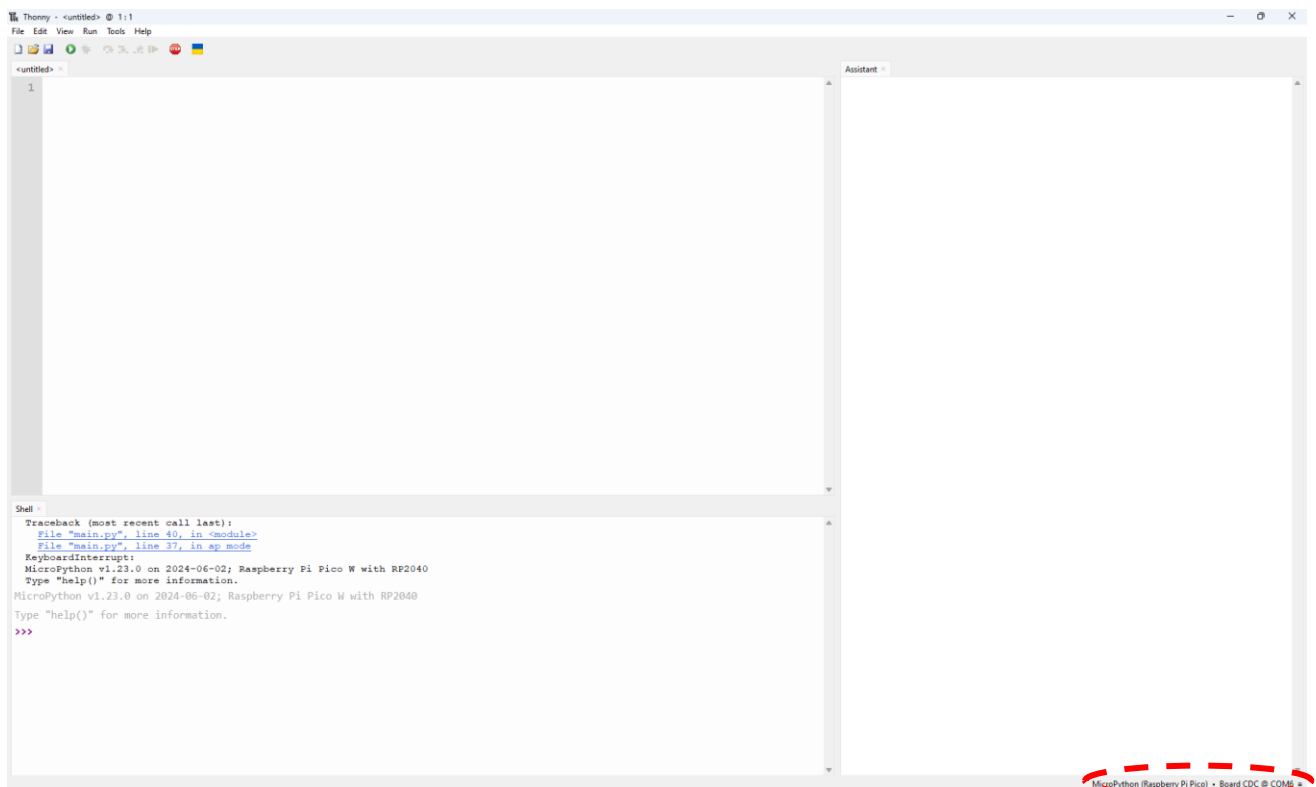 Thonny - <untitled> @ 1:1
File Edit View Run Tools Help
<untitled> ×
Assistant ×
1
Shell ×
Traceback (most recent call last):
File "main.py", line 40, in <module>
File "main.py", line 37, in ap mode
KeyboardInterrupt:
MicroPython v1.23.0 on 2024-06-02; Raspberry Pi Pico W with RP2040
Type "help()" for more information.
MicroPython v1.23.0 on 2024-06-02; Raspberry Pi Pico W with RP2040
Type "help()" for more information.
>>>
MicroPython (Raspberry Pi Pico) • Board CDC @ COM6 ≡